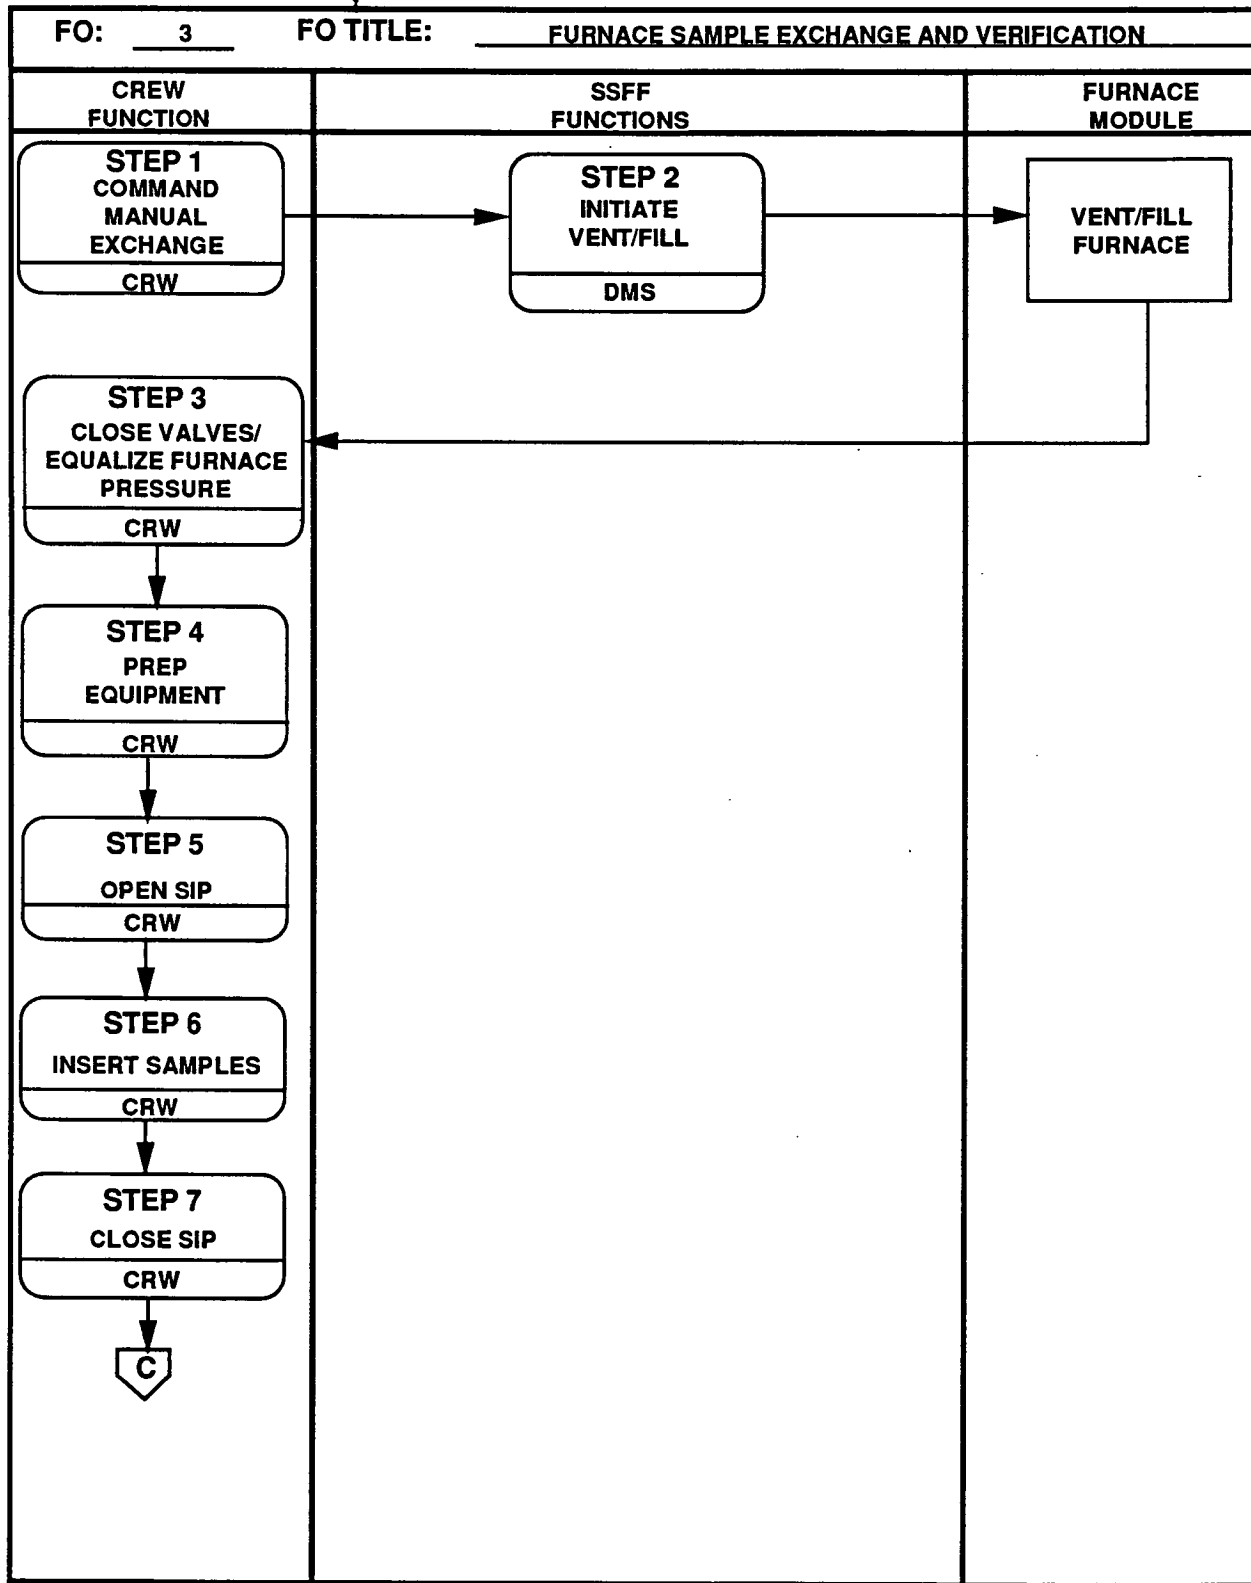 FO: 3 FO TITLE: FURNACE SAMPLE EXCHANGE AND VERIFICATION
CREW
FUNCTION
SSFF
FUNCTIONS
FURNACE
MODULE
STEP 1
COMMAND
MANUAL
EXCHANGE
CRW
STEP 2
INITIATE
VENT/FILL
DMS
VENT/FILL
FURNACE
STEP 3
CLOSE VALVES/
EQUALIZE FURNACE
PRESSURE
CRW
STEP 4
PREP
EQUIPMENT
CRW
STEP 5
OPEN SIP
CRW
STEP 6
INSERT SAMPLES
CRW
STEP 7
CLOSE SIP
CRW
C